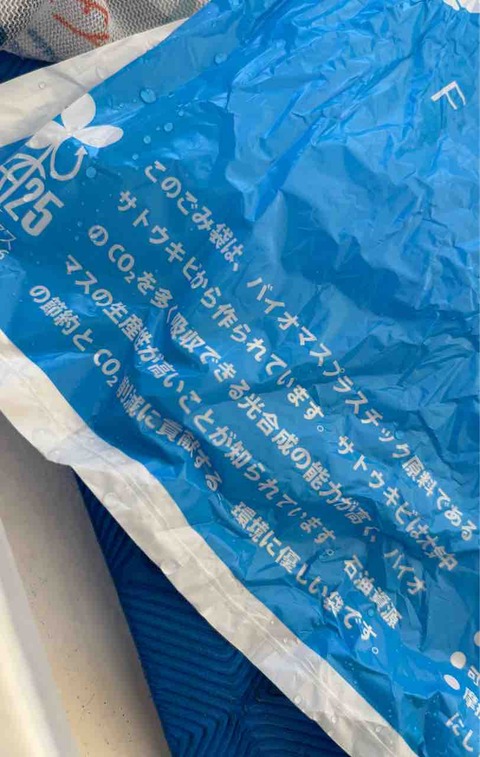 25
このごみ袋は、バイオマスプラスチック原料である
サトウキビから作られています。サトウキビは大気中
の CO₂を多く吸収できる光合成の能力が高く、バイオ
マスの生産性が高いことが知られています。石油資源
の節約と CO₂ 削減に貢献する 環境に優しい袋です。
● 
● 摩
にし